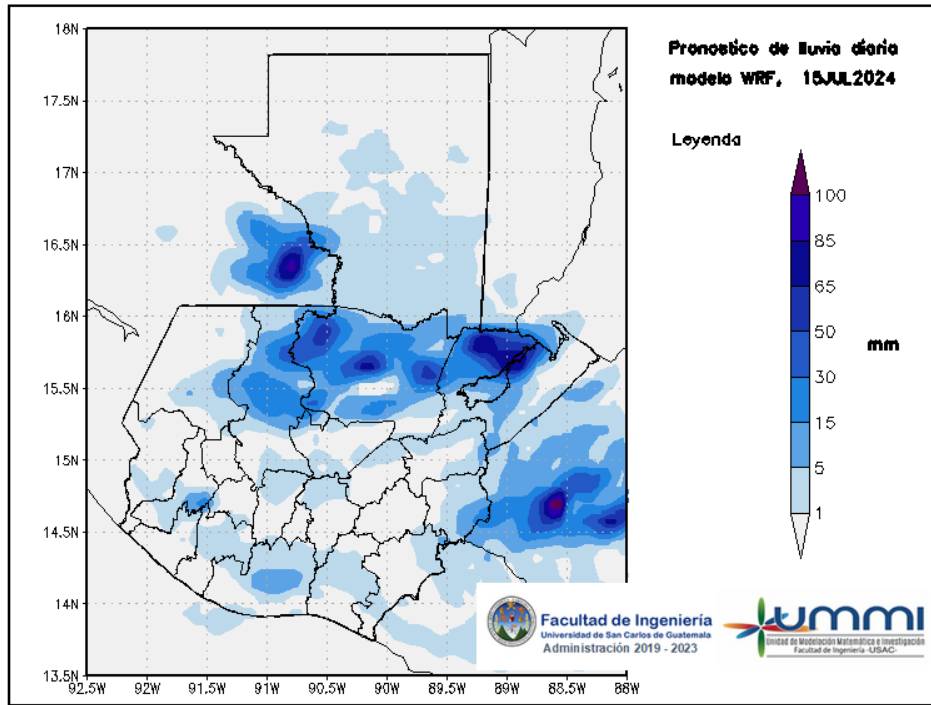 Pronostico de lluvia diaria
modelo WRF, 15JUL2024
Leyenda
100
85
65
50
30
15
5
1
mm
18N
17.5N
17N
16.5N
16N
15.5N
15N
14.5N
14N
13.5N
92.5W
92W
91.5W
91W
90.5W
90W
89.5W
89W
88.5W
88W
Facultad de Ingeniería
Universidad de San Carlos de Guatemala
Administración 2019 - 2023
UMMI
Unidad de Modelación Matemática e Investigación
Facultad de Ingeniería -USAC-